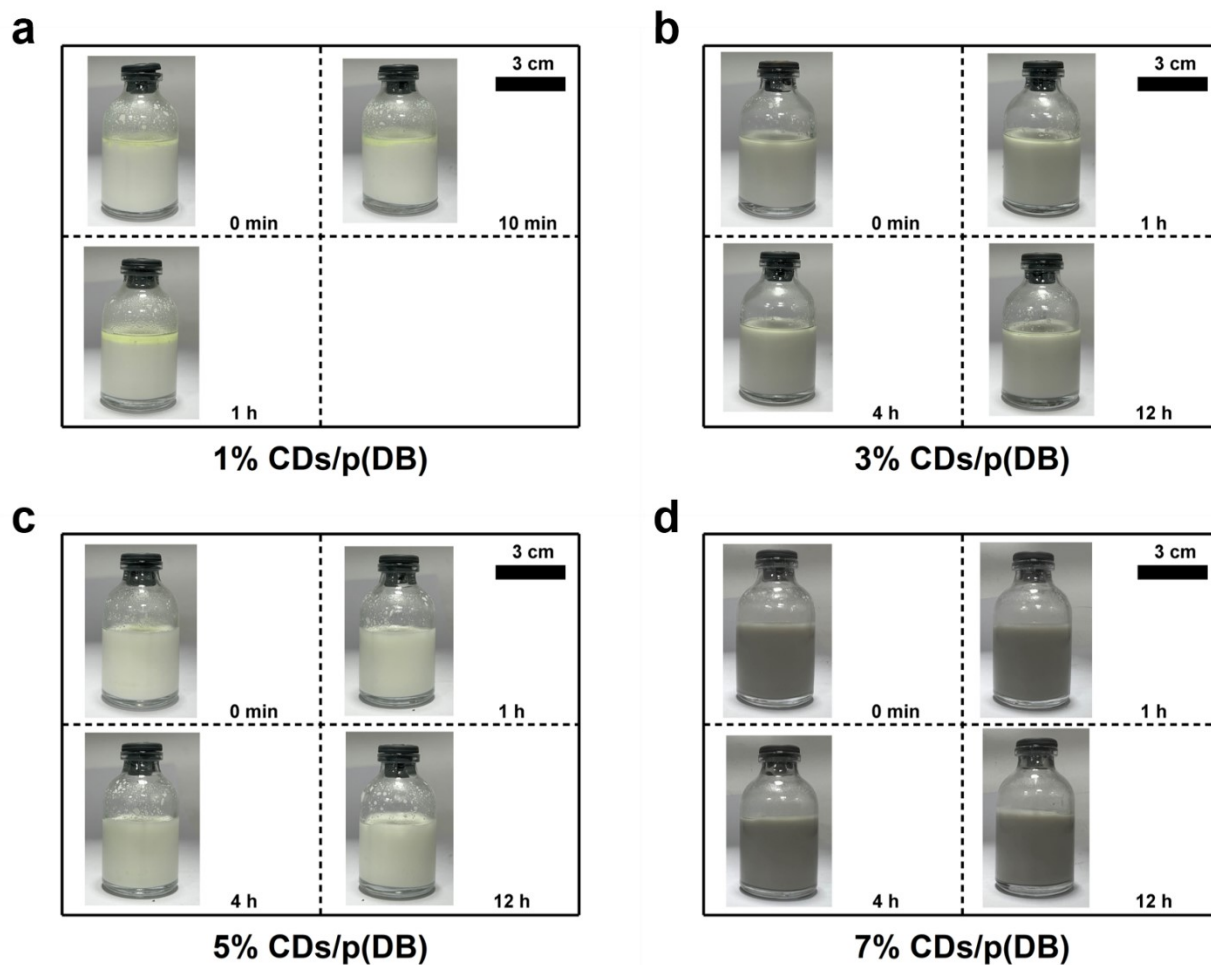 a
3 cm
0 min
10 min
1 h
1% CDs/p(DB)
b
3 cm
0 min
1 h
4 h
12 h
3% CDs/p(DB)
c
3 cm
0 min
1 h
4 h
12 h
5% CDs/p(DB)
d
3 cm
0 min
1 h
4 h
12 h
7% CDs/p(DB)